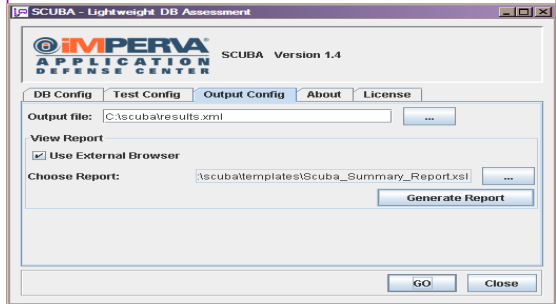 SCUBA - Lightweight DB Assessment
iMPERVA
APPLICATION
DEFENSE CENTER
SCUBA Version 1.4
DB Config Test Config Output Config About License
Output file: C:\scuba\results.xml ...
View Report
Use External Browser
Choose Report: :\scuba\templates\Scuba_Summary_Report.xsl ...
Generate Report
GO Close